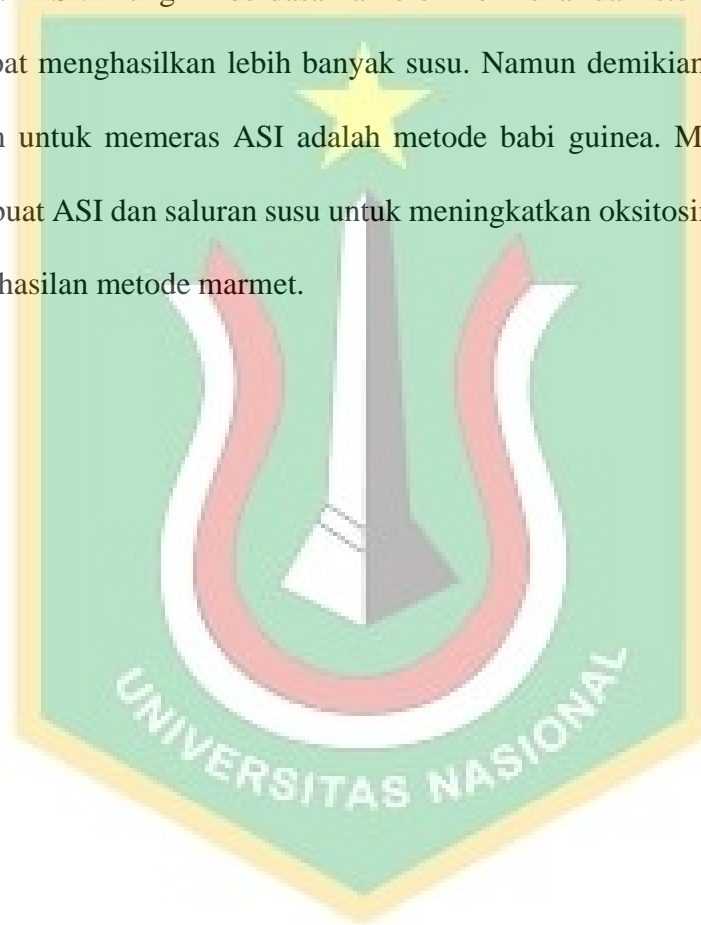 pat menghasilkan lebih banyak susu. Namun demikian
untuk memeras ASI adalah metode babi guinea. M
buat ASI dan saluran susu untuk meningkatkan oksitosin
hasilan metode marmet.
UNIVERSITAS NASIONAL